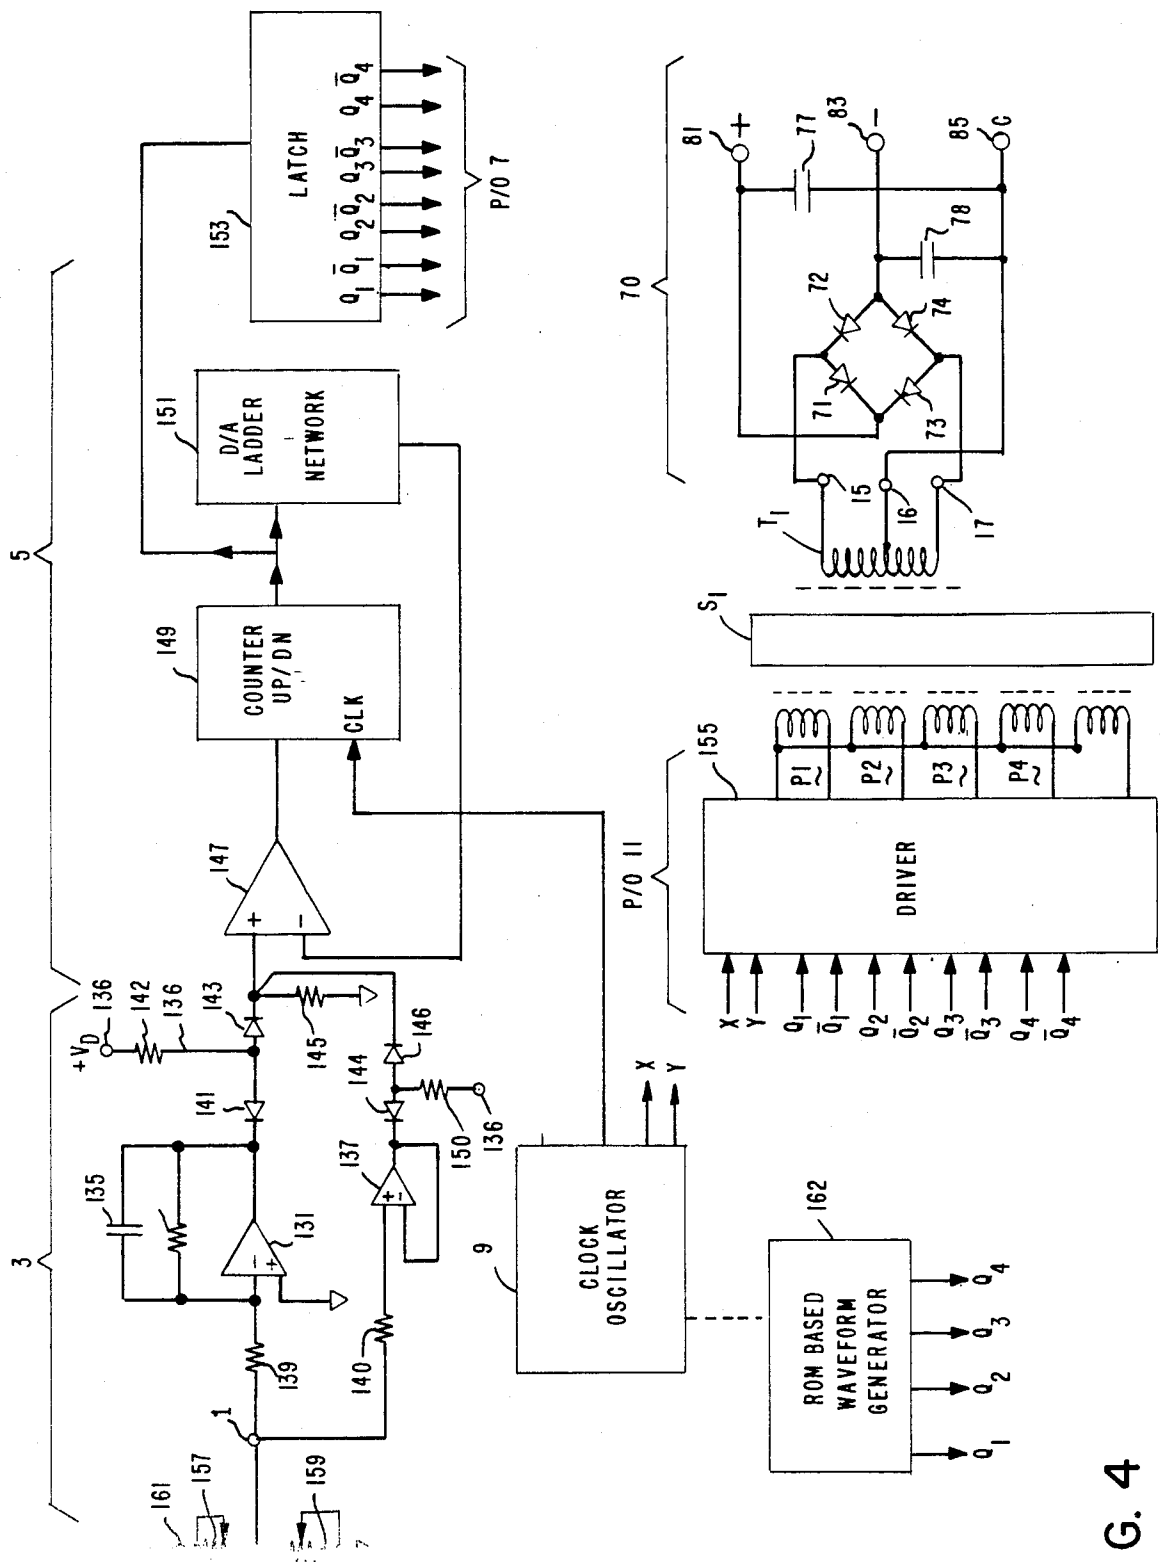 3
5
161
157
159
1
139
140
135
131
137
141
+V_D
136
142
136
143
145
144
146
150
136
147
149
COUNTER
UP/DN
CLK
151
D/A
LADDER
NETWORK
153
LATCH
Q1
Q̅1
Q2
Q̅2
Q3
Q̅3
Q4
Q̅4
P/O 7
9
CLOCK
OSCILLATOR
X
Y
162
ROM BASED
WAVEFORM
GENERATOR
Q1
Q2
Q3
Q4
P/O 11
155
DRIVER
X
Y
Q1
Q̅1
Q2
Q̅2
Q3
Q̅3
Q4
Q̅4
P1
P2
P3
P4
S1
T1
15
16
17
70
71
72
73
74
77
78
81
+
83
−
85
C
G. 4